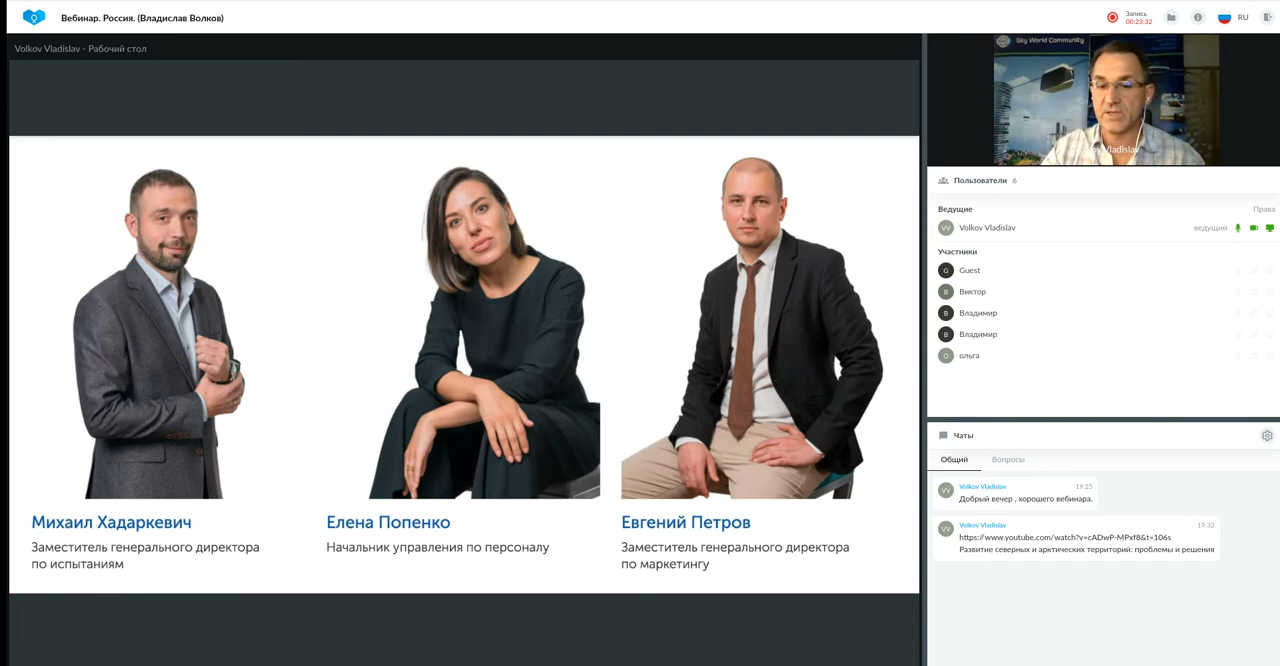 Вебинар. Россия. (Владислав Волков)
Запись
00:23:32
RU
Volkov Vladislav - Рабочий стол
Sky World Community
Vladislav
Михаил Хадаркевич
Заместитель генерального директора
по испытаниям
Елена Попенко
Начальник управления по персоналу
Евгений Петров
Заместитель генерального директора
по маркетингу
Пользователи 6
Ведущие Права
VV Volkov Vladislav ведущий
Участники
G Guest
В Виктор
В Владимир
В Владимир
О ольга
Чаты
Общий Вопросы
VV Volkov Vladislav 19:25
Добрый вечер , хорошего вебинара.
VV Volkov Vladislav 19:32
https://www.youtube.com/watch?v=cADwP-MPxf8&t=106s
Развитие северных и арктических территорий: проблемы и решения